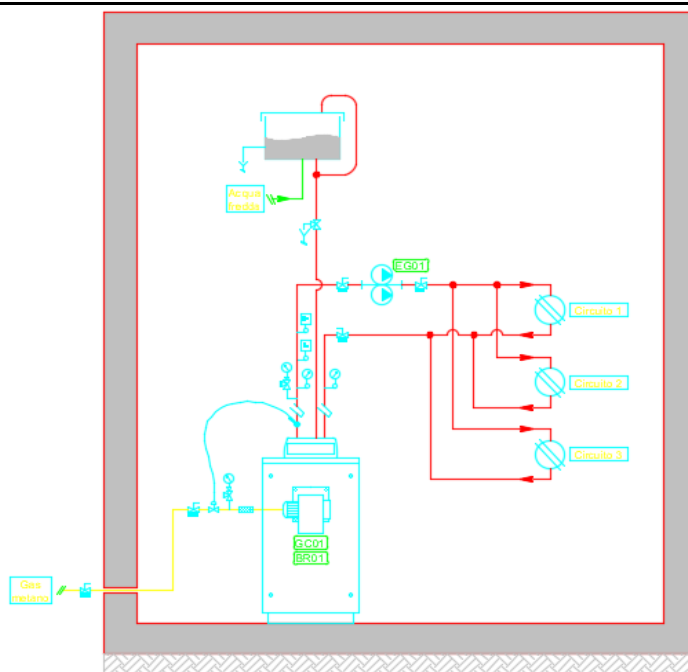 Acqua
fredda
EG01
Circuito 1
Circuito 2
Circuito 3
GC01
BR01
Gas
metano